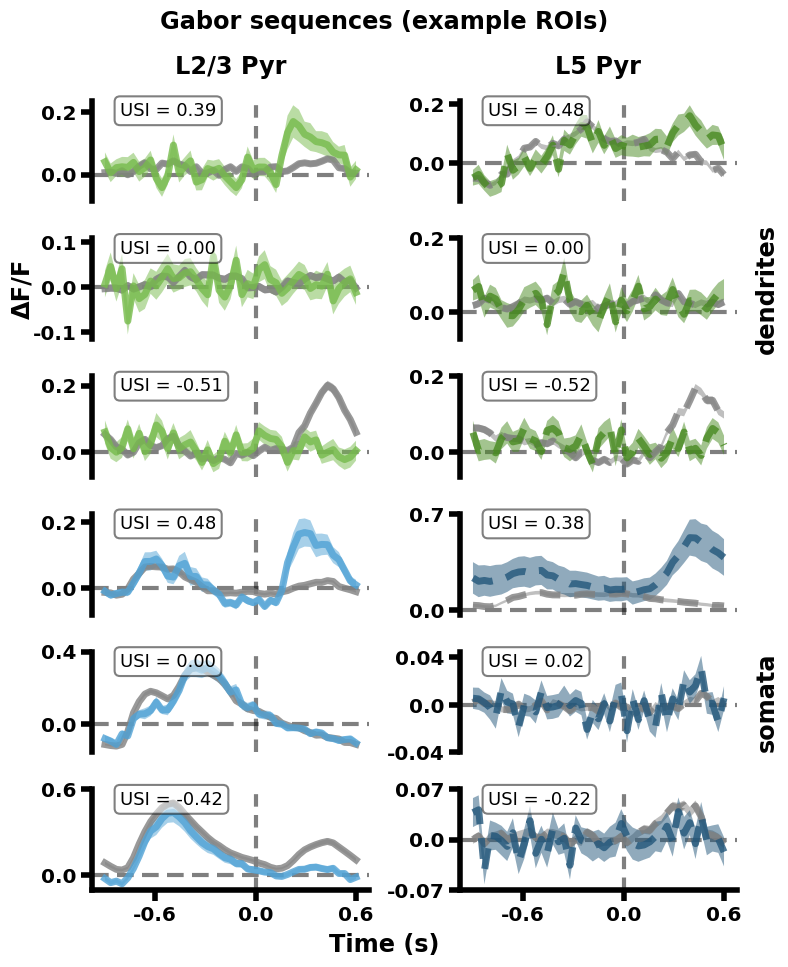 Gabor sequences (example ROIs)
L2/3 Pyr
L5 Pyr
USI = 0.39
0.2
0.0
USI = 0.48
0.2
0.0
USI = 0.00
0.1
0.0
-0.1
USI = 0.00
0.2
0.0
USI = -0.51
0.2
0.0
USI = -0.52
0.2
0.0
USI = 0.48
0.2
0.0
USI = 0.38
0.7
0.0
USI = 0.00
0.4
0.0
USI = 0.02
0.04
0.0
-0.04
USI = -0.42
0.6
0.0
USI = -0.22
0.07
0.0
-0.07
-0.6 0.0 0.6
-0.6 0.0 0.6
ΔF/F
dendrites
somata
Time (s)